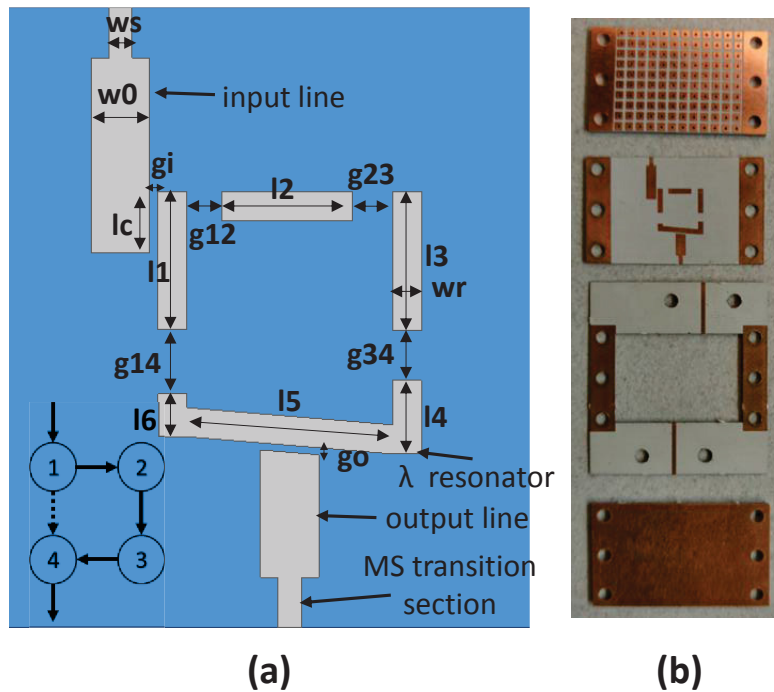 ws
input line
w0
gi
lc
l1
g12
l2
g23
l3
wr
g14
g34
l6
l5
l4
go
λ resonator
output line
MS transition
section
1
2
4
3
(a)
(b)